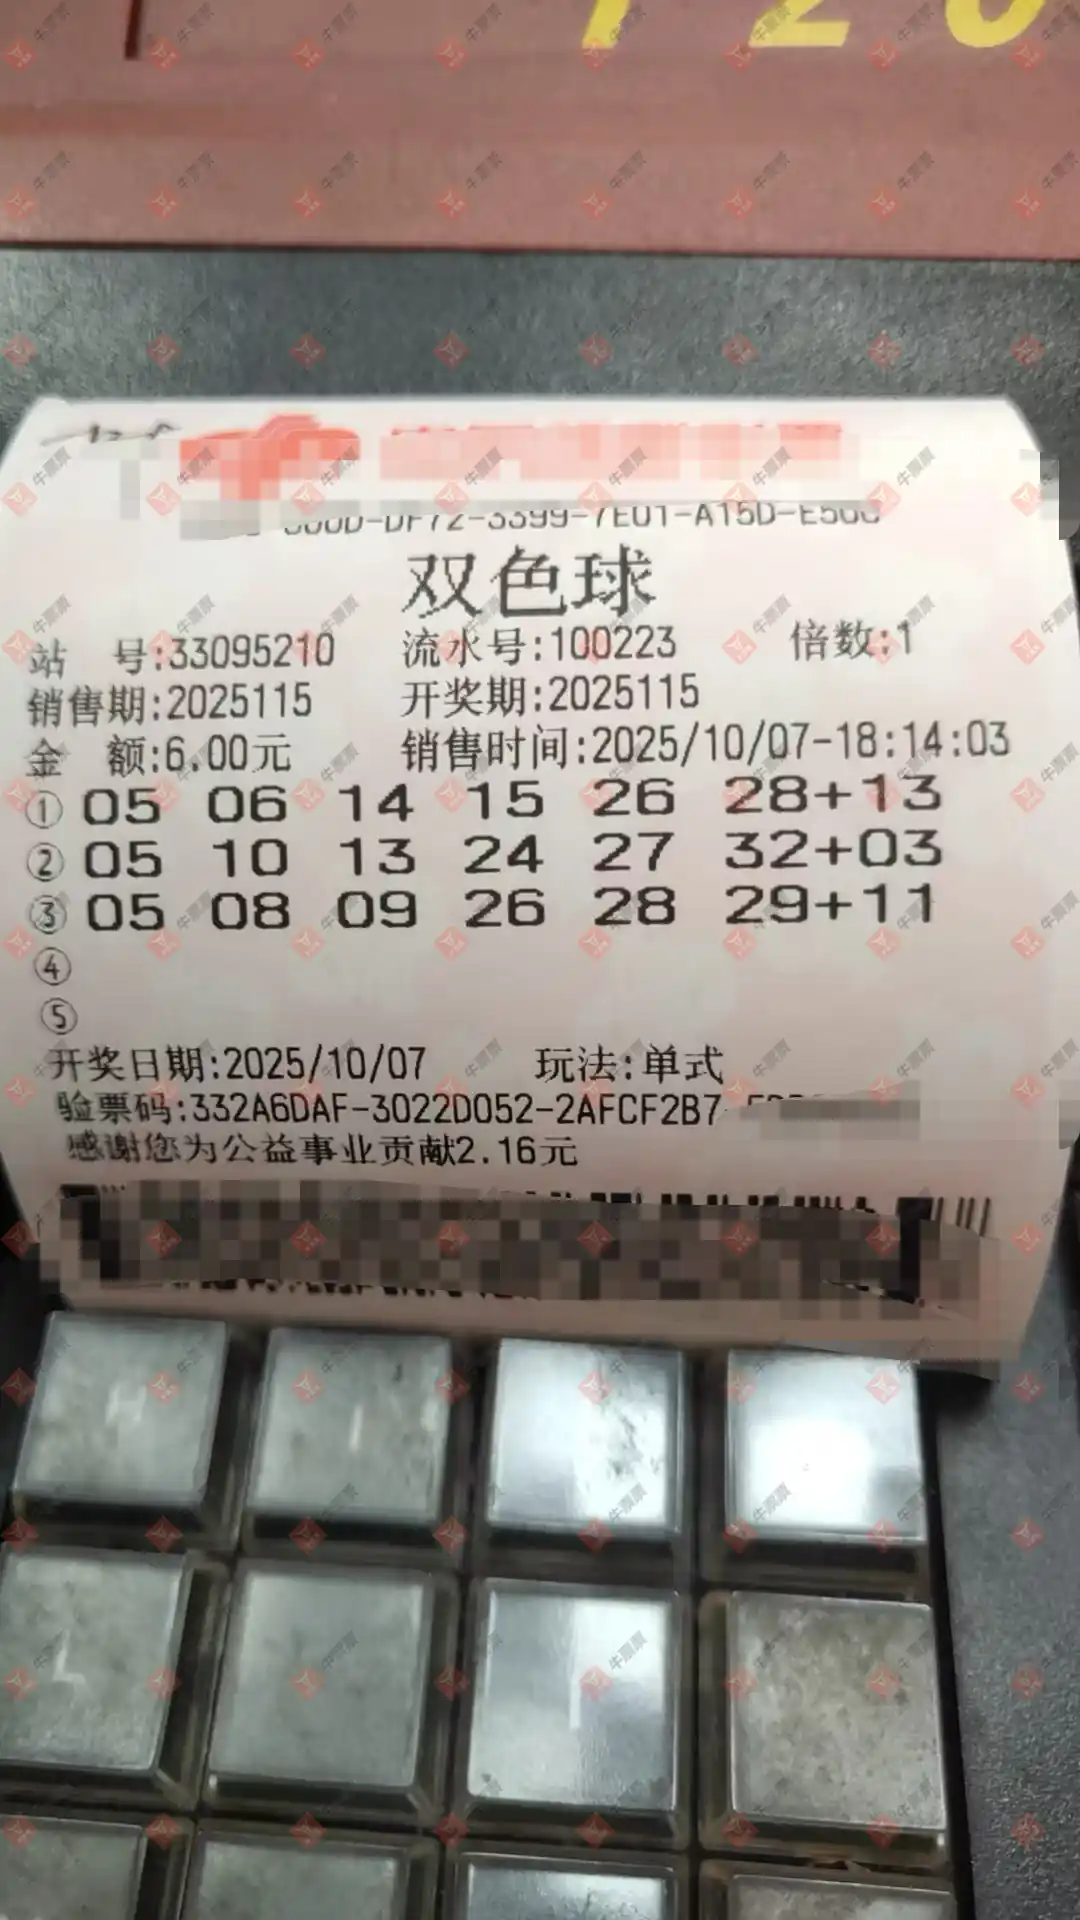 120
双色球
站 号:33095210 流水号:100223 倍数:1
销售期:2025115 开奖期:2025115
金 额:6.00元 销售时间:2025/10/07-18:14:03
① 05 06 14 15 26 28+13
② 05 10 13 24 27 32+03
③ 05 08 09 26 28 29+11
④
⑤
开奖日期:2025/10/07 玩法:单式
验票码:332A6DAF-3022D052-2AFCF2B7-
感谢您为公益事业贡献2.16元
牛票票